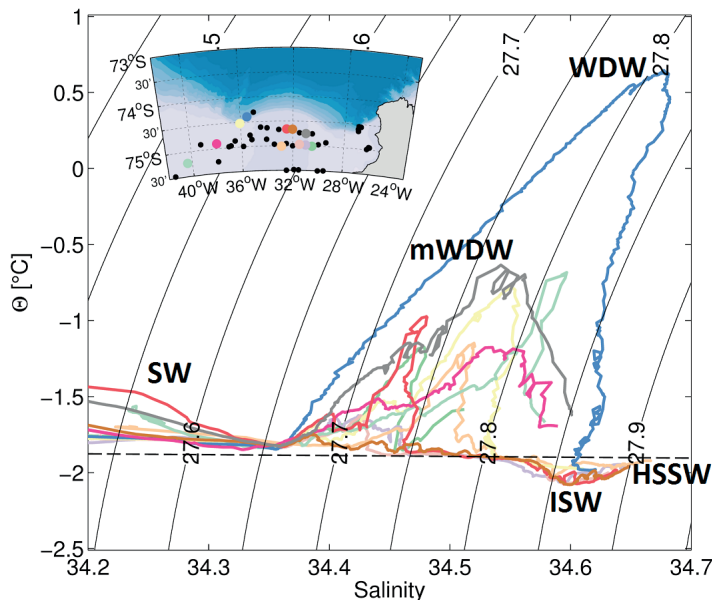 1
0.5
0
−0.5
−1
−1.5
−2
−2.5
Θ [°C]
34.2
34.3
34.4
34.5
34.6
34.7
Salinity
.5
.6
27.7
27.8
WDW
mWDW
SW
27.6
27.7
27.8
27.9
HSSW
ISW
73°S
30'
74°S
30'
75°S
30'
40°W
36°W
32°W
28°W
24°W